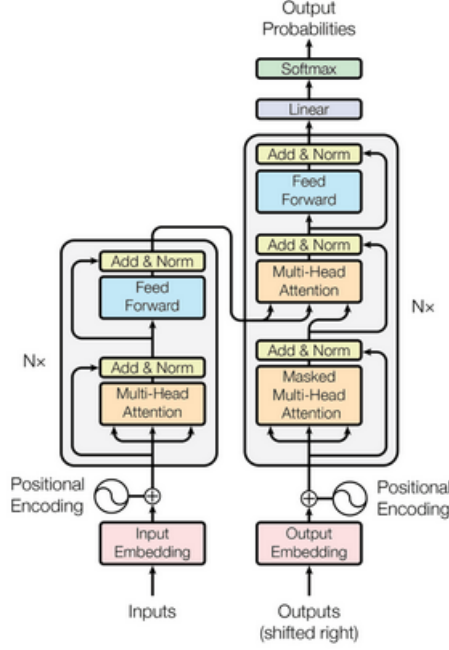 Output
Probabilities
Softmax
Linear
Add & Norm
Feed
Forward
Add & Norm
Multi-Head
Attention
Add & Norm
Masked
Multi-Head
Attention
N×
Add & Norm
Feed
Forward
Add & Norm
Multi-Head
Attention
N×
Positional
Encoding
Positional
Encoding
Input
Embedding
Output
Embedding
Inputs
Outputs
(shifted right)